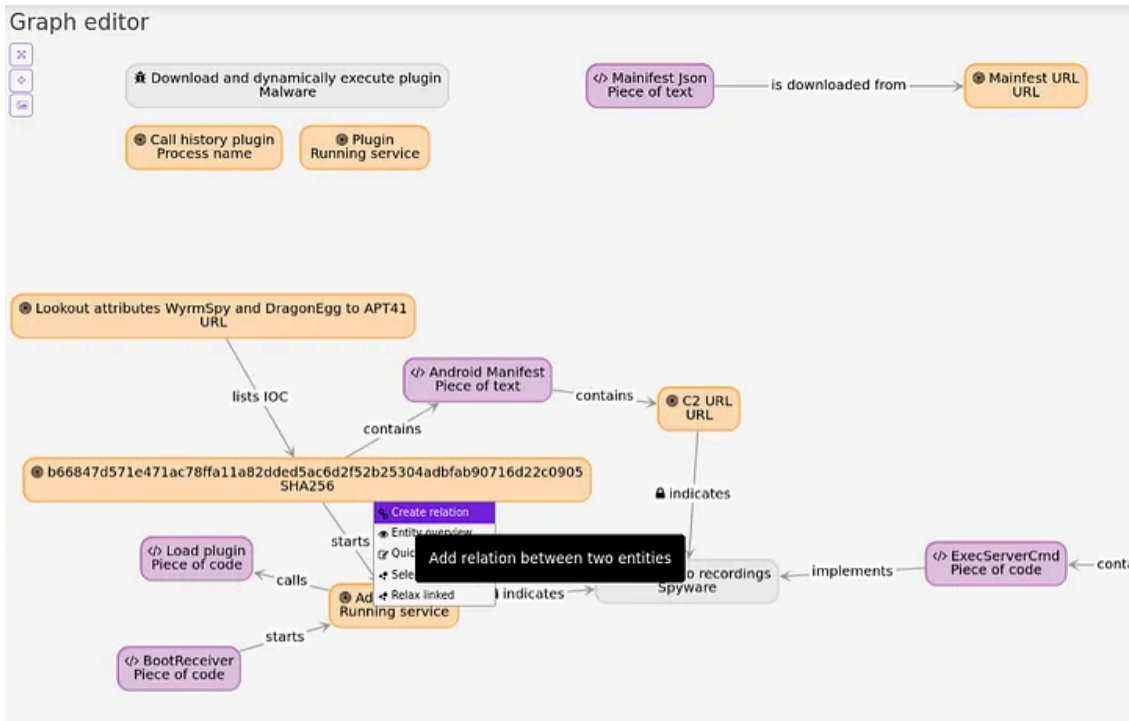 Graph editor
Download and dynamically execute plugin
Malware
Mainifest Json
Piece of text
is downloaded from
Mainfest URL
URL
Call history plugin
Process name
Plugin
Running service
Lookout attributes WyrmSpy and DragonEgg to APT41
URL
lists IOC
Android Manifest
Piece of text
contains
C2 URL
URL
contains
b66847d571e471ac78ffa11a82dded5ac6d2f52b25304adbfab90716d22c0905
SHA256
indicates
Create relation
Entity overview
starts
Load plugin
Piece of code
Add relation between two entities
ExecServerCmd
Piece of code
recordings
Spyware
implements
calls
Relax linked
indicates
Running service
starts
BootReceiver
Piece of code